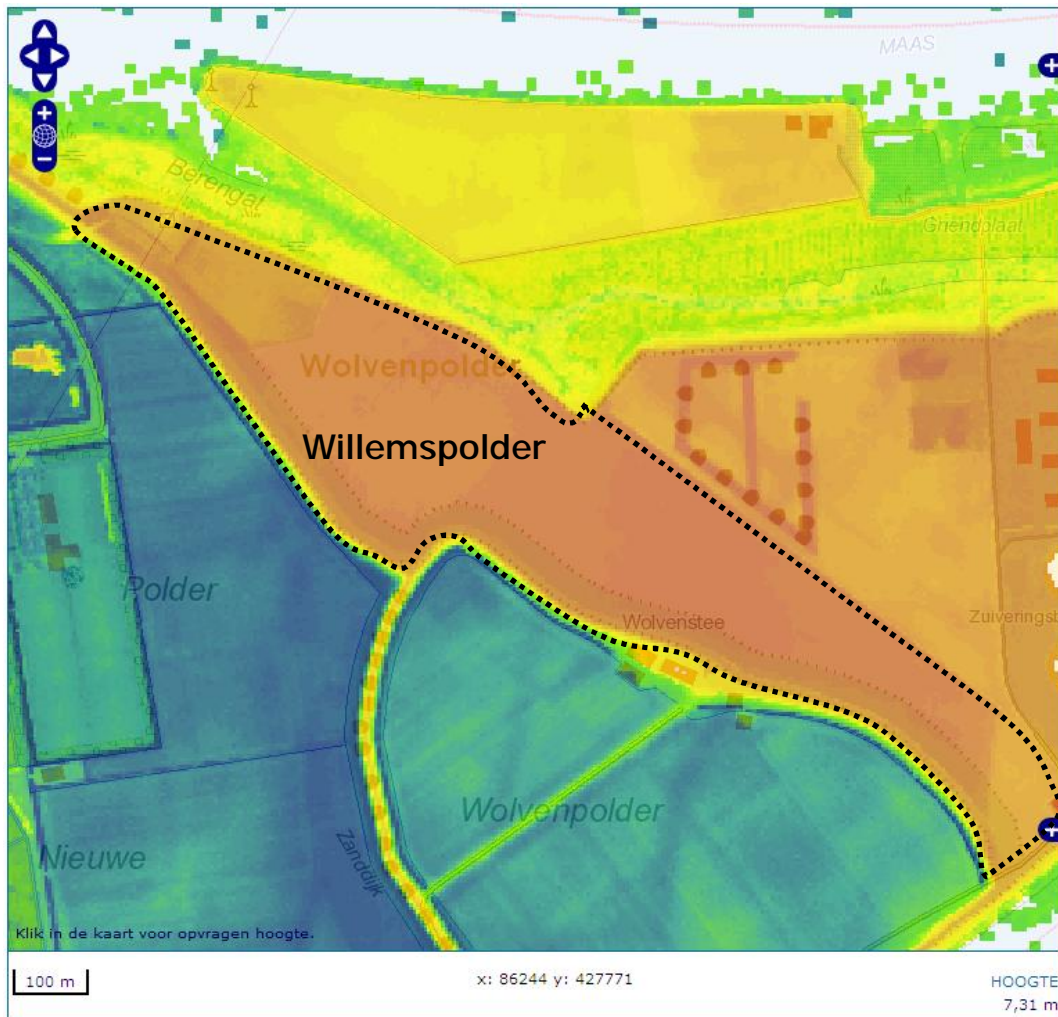 MAAS
Berengat
Griendplaat
Wolvenpolder
Willemspolder
Polder
Wolvenstee
Zuiveringsb
Wolvenpolder
Zanddijk
Nieuwe
Klik in de kaart voor opvragen hoogte.
100 m
x: 86244 y: 427771
HOOGTE
7,31 m